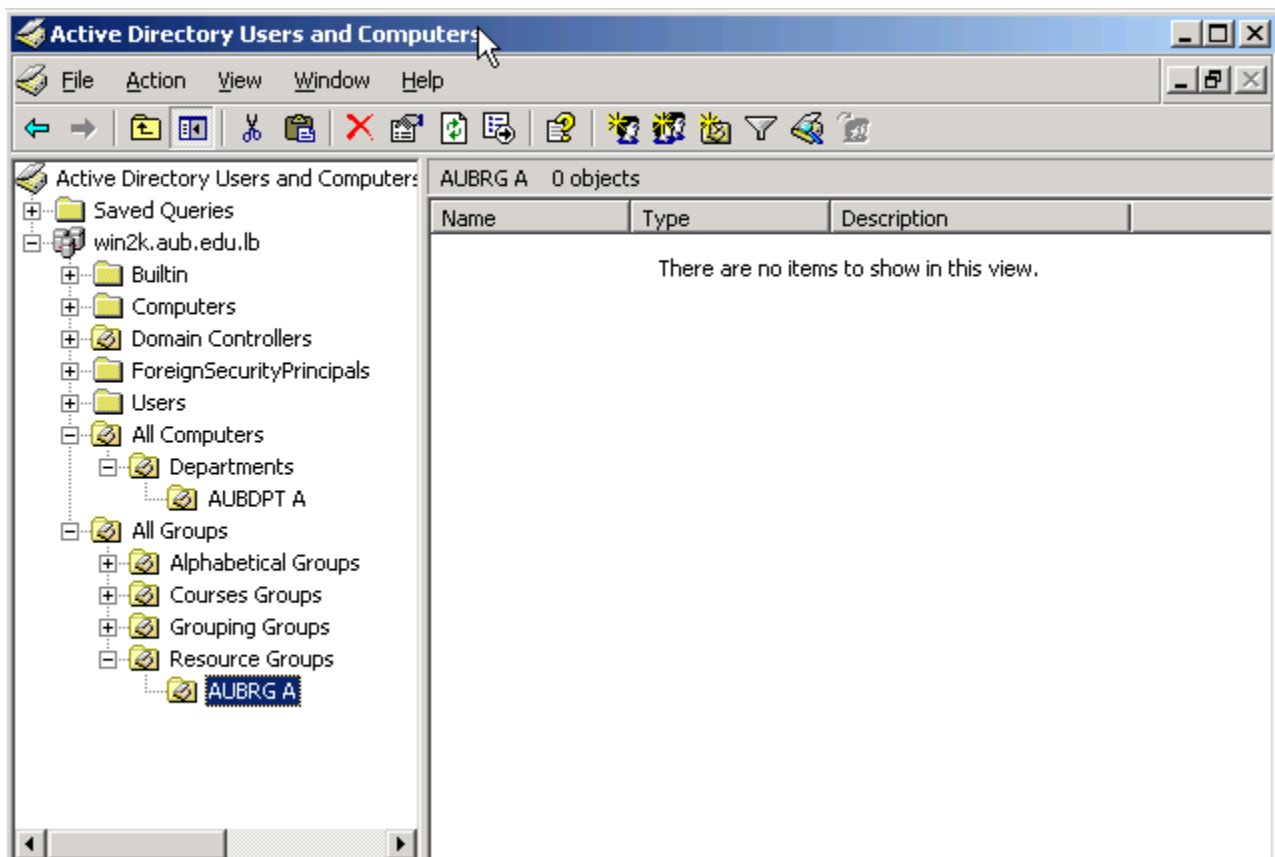 Active Directory Users and Computers
File Action View Window Help
Active Directory Users and Computers
Saved Queries
win2k.aub.edu.lb
Builtin
Computers
Domain Controllers
ForeignSecurityPrincipals
Users
All Computers
Departments
AUBDPT A
All Groups
Alphabetical Groups
Courses Groups
Grouping Groups
Resource Groups
AUBRG A
AUBRG A 0 objects
Name Type Description
There are no items to show in this view.